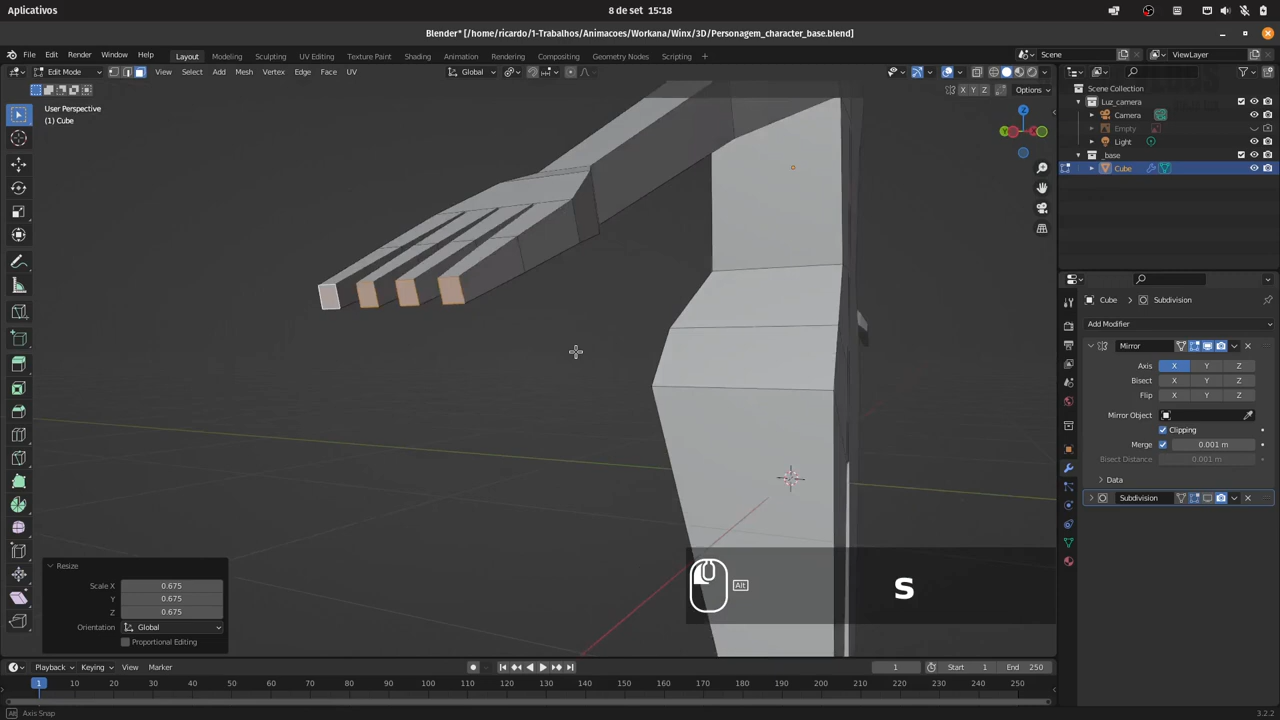 Aplicativos
8 de set 15:18
Blender* [/home/ricardo/1-Trabalhos/Animacoes/Workana/Winx/3D/Personagem_character_base.blend]
File Edit Render Window Help
Layout Modeling Sculpting UV Editing Texture Paint Shading Animation Rendering Compositing Geometry Nodes Scripting +
Scene
ViewLayer
Edit Mode
View Select Add Mesh Vertex Edge Face UV
Global
X Y Z
Options
User Perspective
(1) Cube
Scene Collection
Luz_camera
Camera
Empty
Light
_base
Cube
Cube Subdivision
Add Modifier
Mirror
Axis X Y Z
Bisect X Y Z
Flip X Y Z
Mirror Object
Clipping
Merge 0.001 m
Bisect Distance 0.001 m
Data
Subdivision
Resize
Scale X 0.675
Y 0.675
Z 0.675
Orientation Global
Proportional Editing
Alt
s
Playback Keying View Marker
1
Start 1
End 250
1 10 20 30 40 50 60 70 80 90 100 110 120 130 140 150 160 170 180 190 200 210 220 230 240 250
Alt Axis Snap
3.2.2